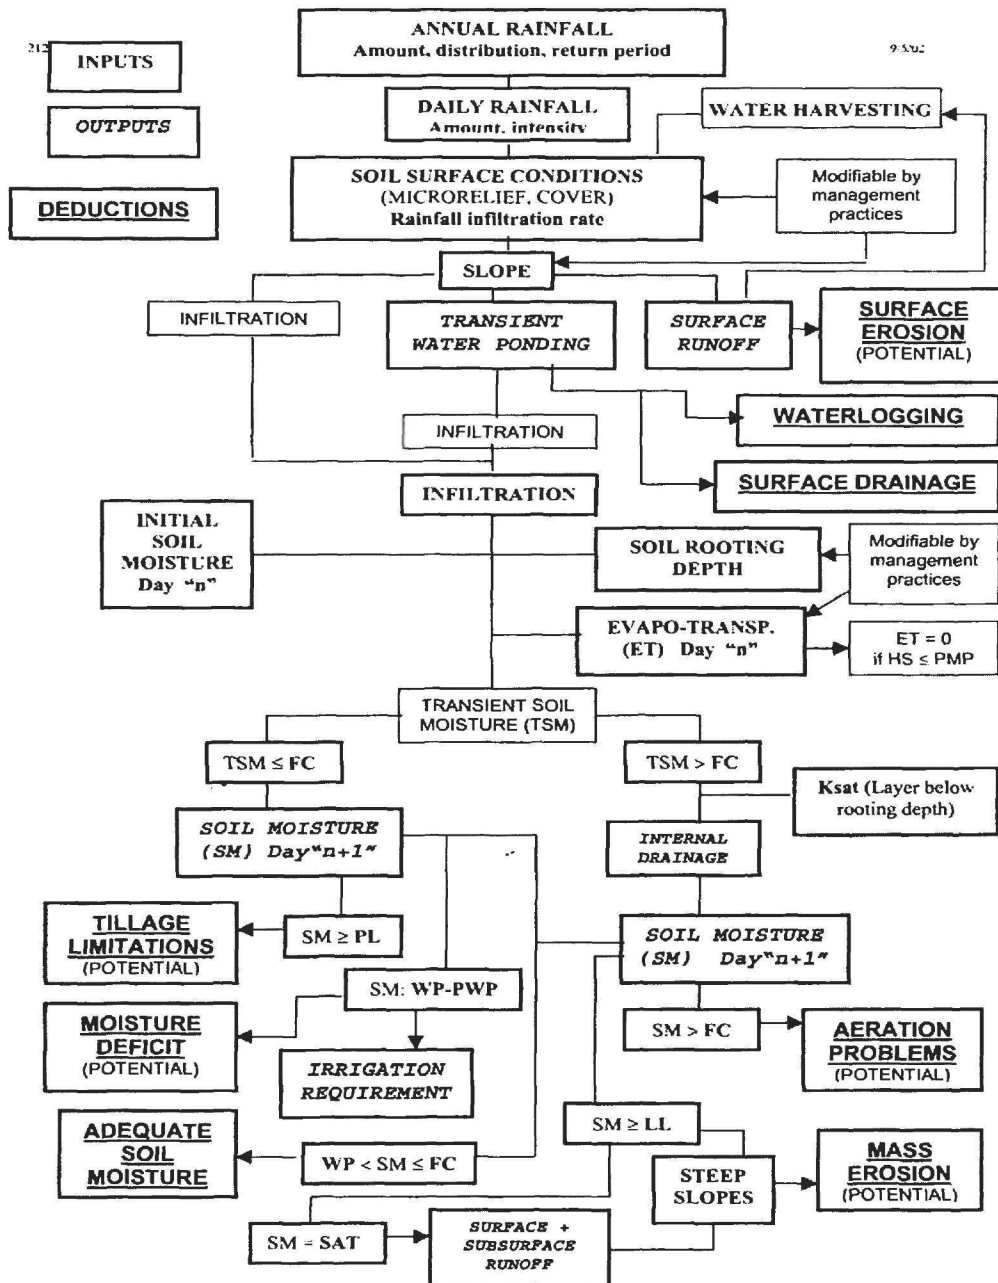 ANNUAL RAINFALL
Amount, distribution, return period
212
INPUTS
OUTPUTS
DEDUCTIONS
DAILY RAINFALL
Amount, intensity
WATER HARVESTING
SOIL SURFACE CONDITIONS
(MICRORELIEF, COVER)
Rainfall infiltration rate
Modifiable by
management
practices
SLOPE
INFILTRATION
TRANSIENT
WATER PONDING
SURFACE
RUNOFF
SURFACE
EROSION
(POTENTIAL)
WATERLOGGING
INFILTRATION
SURFACE DRAINAGE
INFILTRATION
INITIAL
SOIL
MOISTURE
Day "n"
SOIL ROOTING
DEPTH
Modifiable by
management
practices
EVAPO-TRANSP.
(ET) Day "n"
ET = 0
if HS ≤ PMP
TRANSIENT SOIL
MOISTURE (TSM)
TSM ≤ FC
TSM > FC
Ksat (Layer below
rooting depth)
SOIL MOISTURE
(SM) Day"n+1"
INTERNAL
DRAINAGE
TILLAGE
LIMITATIONS
(POTENTIAL)
SM ≥ PL
SOIL MOISTURE
(SM) Day"n+1"
SM: WP-PWP
MOISTURE
DEFICIT
(POTENTIAL)
SM > FC
AERATION
PROBLEMS
(POTENTIAL)
IRRIGATION
REQUIREMENT
SM ≥ LL
ADEQUATE
SOIL
MOISTURE
WP < SM ≤ FC
STEEP
SLOPES
MASS
EROSION
(POTENTIAL)
SM = SAT
SURFACE +
SUBSURFACE
RUNOFF